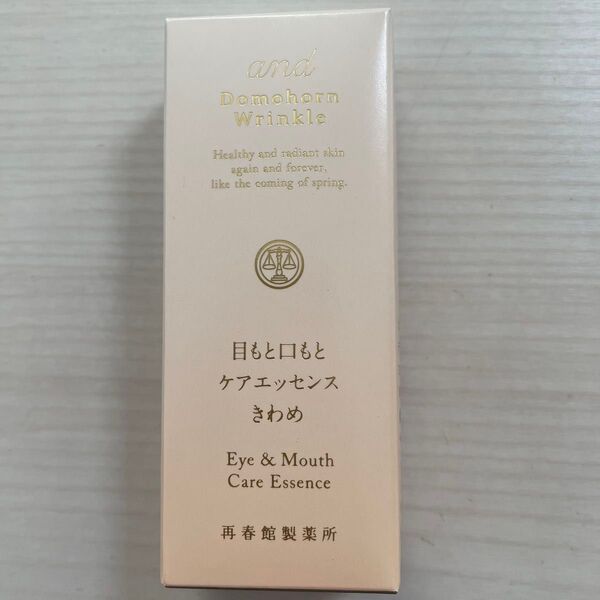 and
Domohorn
Wrinkle
Healthy and radiant skin
again and forever,
like the coming of spring.
目もと口もと
ケアエッセンス
きわめ
Eye & Mouth
Care Essence
再春館製薬所